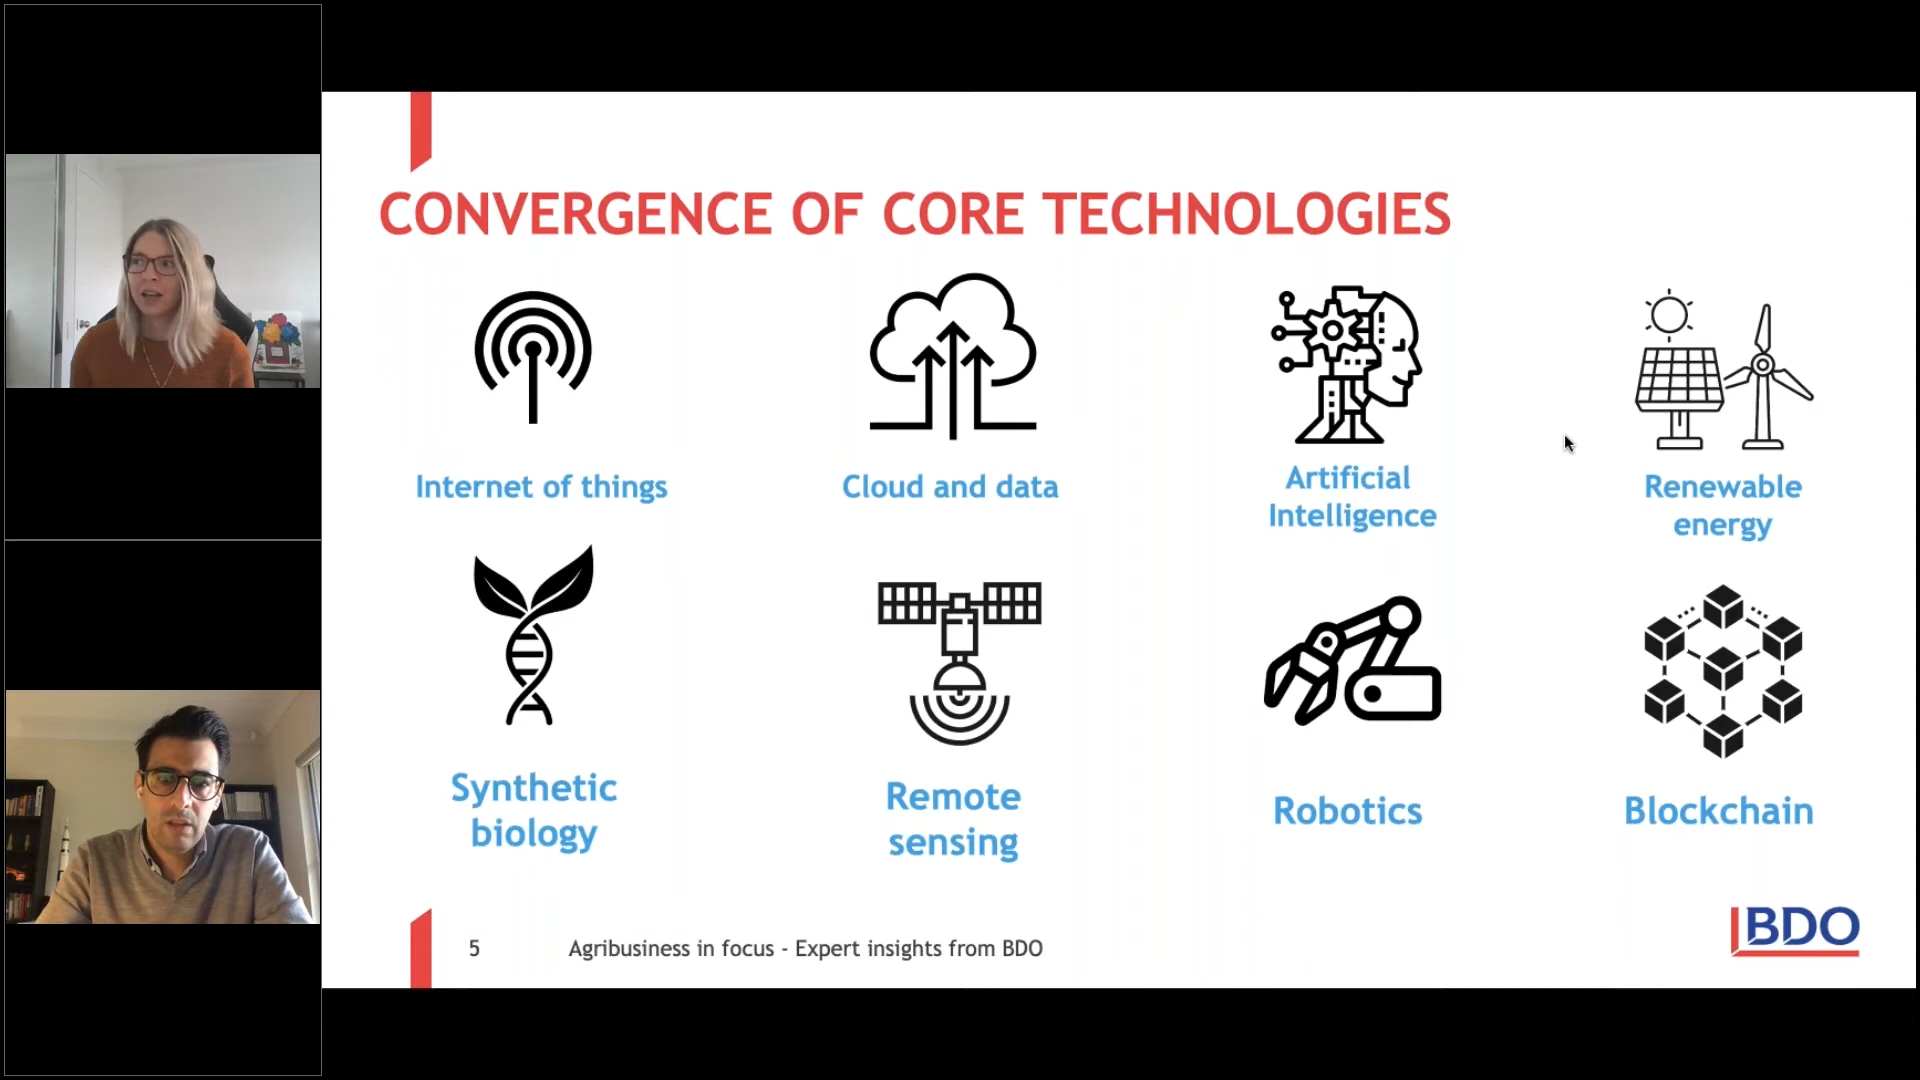 CONVERGENCE OF CORE TECHNOLOGIES
Internet of things
Cloud and data
Artificial
Intelligence
Renewable
energy
Synthetic
biology
Remote
sensing
Robotics
Blockchain
5
Agribusiness in focus - Expert insights from BDO
BDO